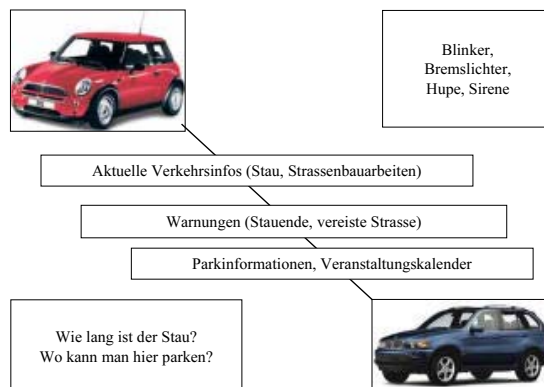 Blinker,
Bremslichter,
Hupe, Sirene
Aktuelle Verkehrsinfos (Stau, Strassenbauarbeiten)
Warnungen (Stauende, vereiste Strasse)
Parkinformationen, Veranstaltungskalender
Wie lang ist der Stau?
Wo kann man hier parken?